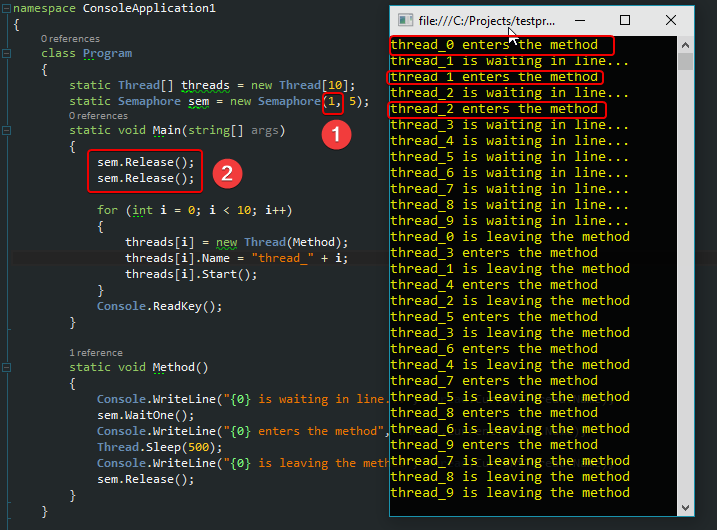 namespace ConsoleApplication1
{
0 references
class Program
{
static Thread[] threads = new Thread[10];
static Semaphore sem = new Semaphore(1, 5);
0 references
static void Main(string[] args)
{
sem.Release();
sem.Release();
for (int i = 0; i < 10; i++)
{
threads[i] = new Thread(Method);
threads[i].Name = "thread_" + i;
threads[i].Start();
}
Console.ReadKey();
}
1 reference
static void Method()
{
Console.WriteLine("{0} is waiting in line.
sem.WaitOne();
Console.WriteLine("{0} enters the method",
Thread.Sleep(500);
Console.WriteLine("{0} is leaving the meth
sem.Release();
}
}
}
1
2
file:///C:/Projects/testpr...
thread_0 enters the method
thread_1 is waiting in line...
thread_1 enters the method
thread_2 is waiting in line...
thread_2 enters the method
thread_3 is waiting in line...
thread_4 is waiting in line...
thread_5 is waiting in line...
thread_6 is waiting in line...
thread_7 is waiting in line...
thread_8 is waiting in line...
thread_9 is waiting in line...
thread_0 is leaving the method
thread_3 enters the method
thread_1 is leaving the method
thread_4 enters the method
thread_2 is leaving the method
thread_5 enters the method
thread_3 is leaving the method
thread_6 enters the method
thread_4 is leaving the method
thread_7 enters the method
thread_5 is leaving the method
thread_8 enters the method
thread_6 is leaving the method
thread_9 enters the method
thread_7 is leaving the method
thread_8 is leaving the method
thread_9 is leaving the method